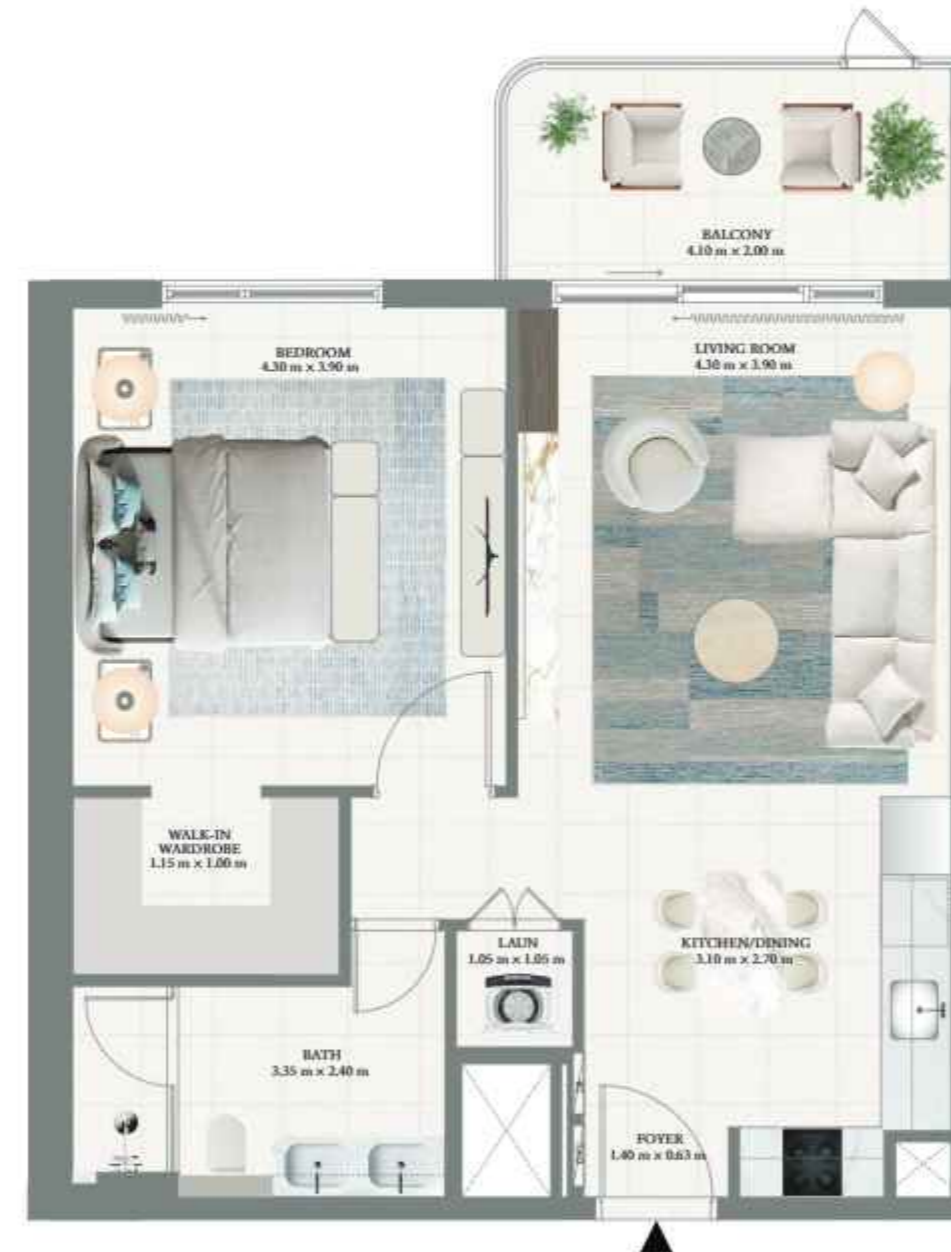 BALCONY
4.10 m × 2.00 m
BEDROOM
4.30 m × 3.90 m
LIVING ROOM
4.30 m × 3.90 m
WALK-IN
WARDROBE
1.15 m × 1.00 m
LAUN
1.05 m × 1.05 m
KITCHEN/DINING
3.10 m × 2.70 m
BATH
3.35 m × 2.40 m
FOYER
1.40 m × 0.63 m